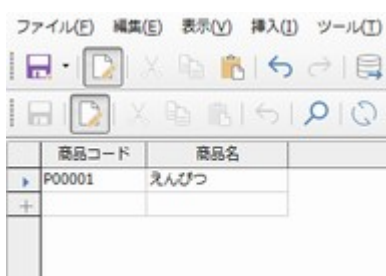 ファイル(F) 編集(E) 表示(V) 挿入(I) ツール(T)
商品コード 商品名
P00001 えんぴつ